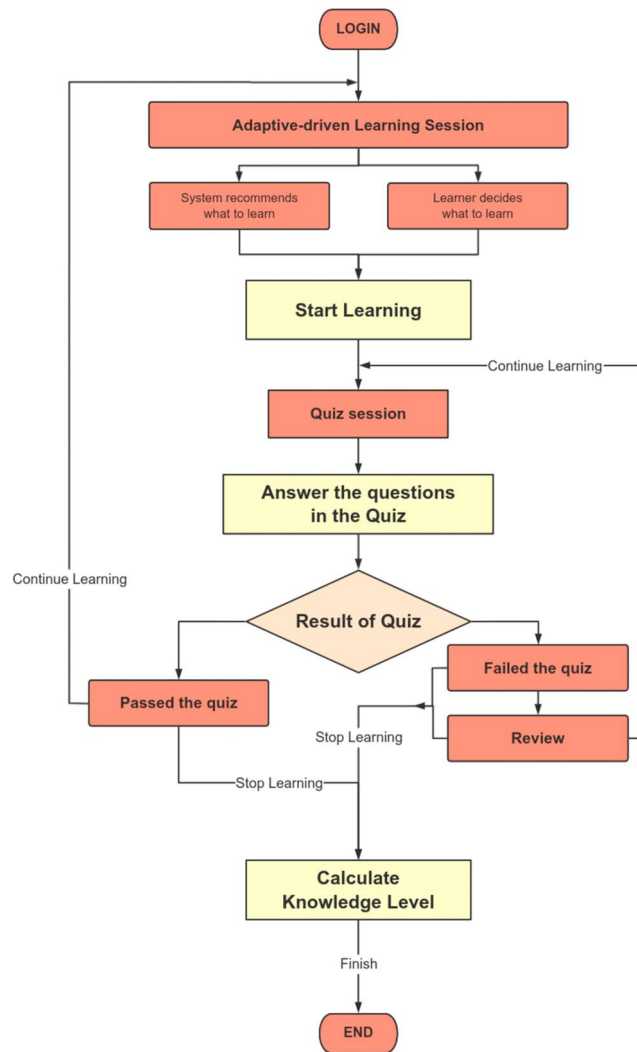 LOGIN
Adaptive-driven Learning Session
System recommends
what to learn
Learner decides
what to learn
Start Learning
Continue Learning
Quiz session
Answer the questions
in the Quiz
Continue Learning
Result of Quiz
Failed the quiz
Passed the quiz
Stop Learning
Review
Stop Learning
Calculate
Knowledge Level
Finish
END